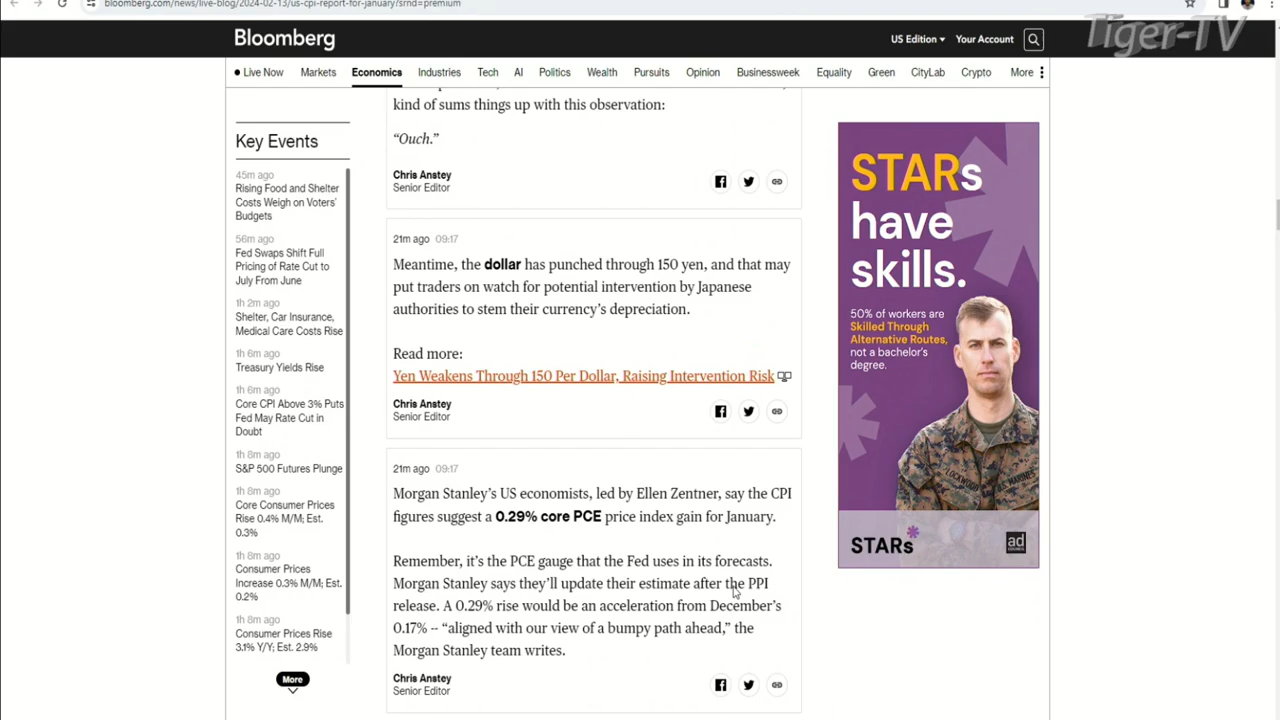 bloomberg.com/news/live-blog/2024-02-13/us-cpi-report-for-january?srnd=premium
Tiger-TV
Bloomberg
US Edition
Your Account
Live Now Markets Economics Industries Tech AI Politics Wealth Pursuits Opinion Businessweek Equality Green CityLab Crypto More
Key Events
45m ago
Rising Food and Shelter
Costs Weigh on Voters'
Budgets
56m ago
Fed Swaps Shift Full
Pricing of Rate Cut to
July From June
1h 2m ago
Shelter, Car Insurance,
Medical Care Costs Rise
1h 6m ago
Treasury Yields Rise
1h 6m ago
Core CPI Above 3% Puts
Fed May Rate Cut in
Doubt
1h 8m ago
S&P 500 Futures Plunge
1h 8m ago
Core Consumer Prices
Rise 0.4% M/M; Est.
0.3%
1h 8m ago
Consumer Prices
Increase 0.3% M/M; Est.
0.2%
1h 8m ago
Consumer Prices Rise
3.1% Y/Y; Est. 2.9%
More
kind of sums things up with this observation:
“Ouch.”
Chris Anstey
Senior Editor
21m ago 09:17
Meantime, the dollar has punched through 150 yen, and that may
put traders on watch for potential intervention by Japanese
authorities to stem their currency’s depreciation.
Read more:
Yen Weakens Through 150 Per Dollar, Raising Intervention Risk
Chris Anstey
Senior Editor
21m ago 09:17
Morgan Stanley’s US economists, led by Ellen Zentner, say the CPI
figures suggest a 0.29% core PCE price index gain for January.
Remember, it’s the PCE gauge that the Fed uses in its forecasts.
Morgan Stanley says they’ll update their estimate after the PPI
release. A 0.29% rise would be an acceleration from December’s
0.17% -- “aligned with our view of a bumpy path ahead,” the
Morgan Stanley team writes.
Chris Anstey
Senior Editor
STARs
have
skills.
50% of workers are
Skilled Through
Alternative Routes,
not a bachelor's
degree.
LOCKWOOD
U.S. MARINES
STARs
ad